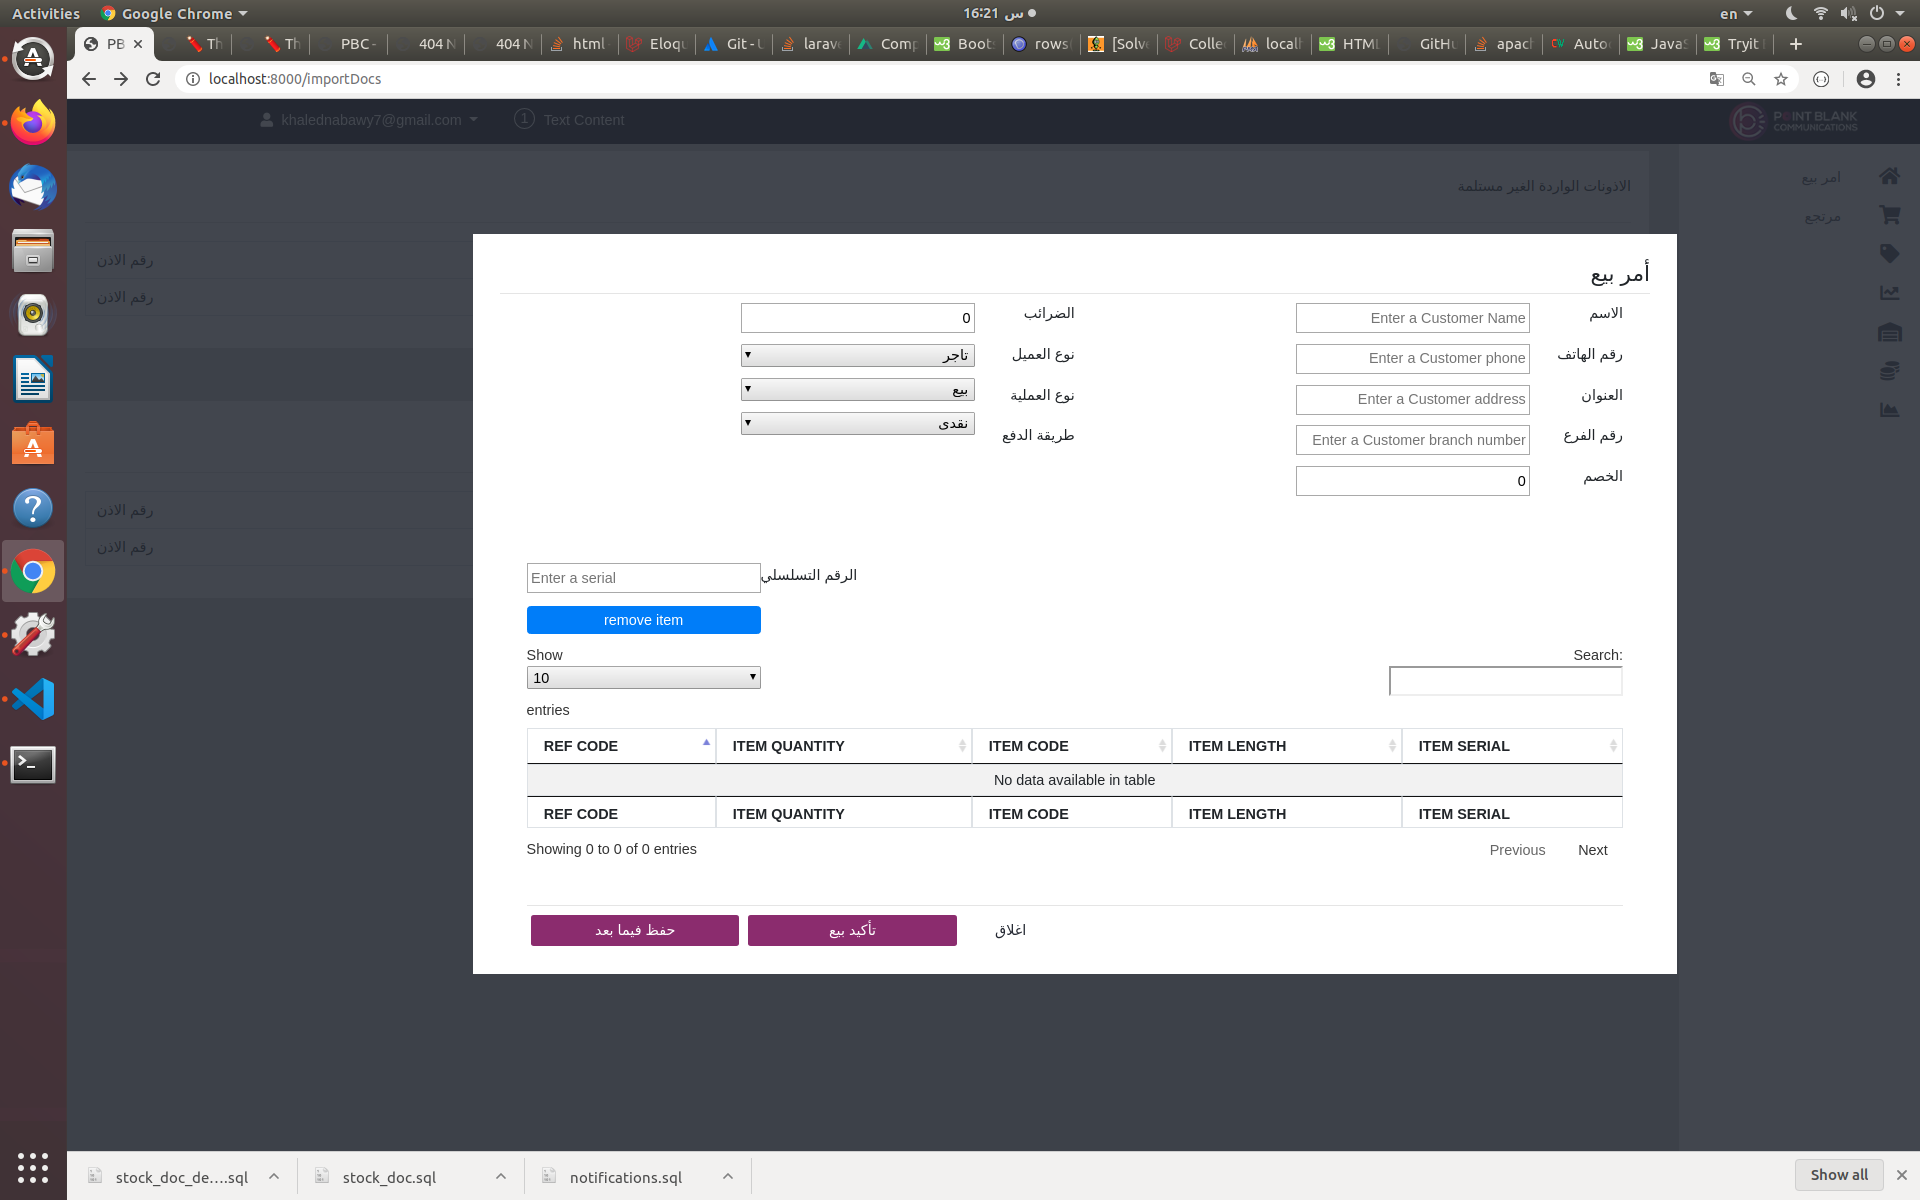 Activities
Google Chrome
س 16:21
en
PB
Th
Th
PBC -
404 N
404 N
html
Eloqu
Git - U
larave
Comp
Boots
rows
[Solve
Colle
localh
HTML
GitHu
apach
Auto
JavaS
Tryit
localhost:8000/importDocs
khalednabawy7@gmail.com
1
Text Content
POINT BLANK
COMMUNICATIONS
امر بيع
مرتجع
الاذونات الواردة الغير مستلمة
رقم الاذن
رقم الاذن
رقم الاذن
رقم الاذن
أمر بيع
الاسم
Enter a Customer Name
الضرائب
0
رقم الهاتف
Enter a Customer phone
نوع العميل
تاجر
العنوان
Enter a Customer address
نوع العملية
بيع
رقم الفرع
Enter a Customer branch number
طريقة الدفع
نقدى
الخصم
0
Enter a serial
الرقم التسلسلي
remove item
Show
Search:
10
entries
REF CODE ITEM QUANTITY ITEM CODE ITEM LENGTH ITEM SERIAL
No data available in table
REF CODE ITEM QUANTITY ITEM CODE ITEM LENGTH ITEM SERIAL
Showing 0 to 0 of 0 entries
Previous
Next
حفظ فيما بعد
تأكيد بيع
اغلاق
stock_doc_de....sql
stock_doc.sql
notifications.sql
Show all